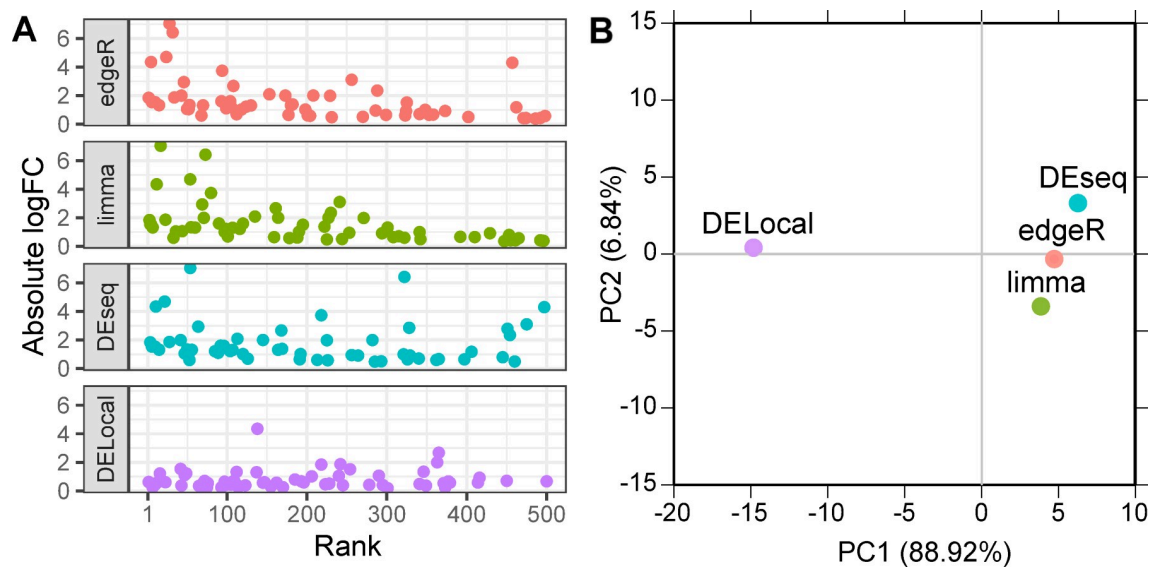 A
edgeR
6
4
2
0
limma
6
4
2
0
DEseq
6
4
2
0
DELocal
6
4
2
0
Absolute logFC
1 100 200 300 400 500
Rank
B
15
10
5
0
-5
-10
-15
PC2 (6.84%)
DEseq
edgeR
DELocal
limma
-20 -15 -10 -5 0 5 10
PC1 (88.92%)